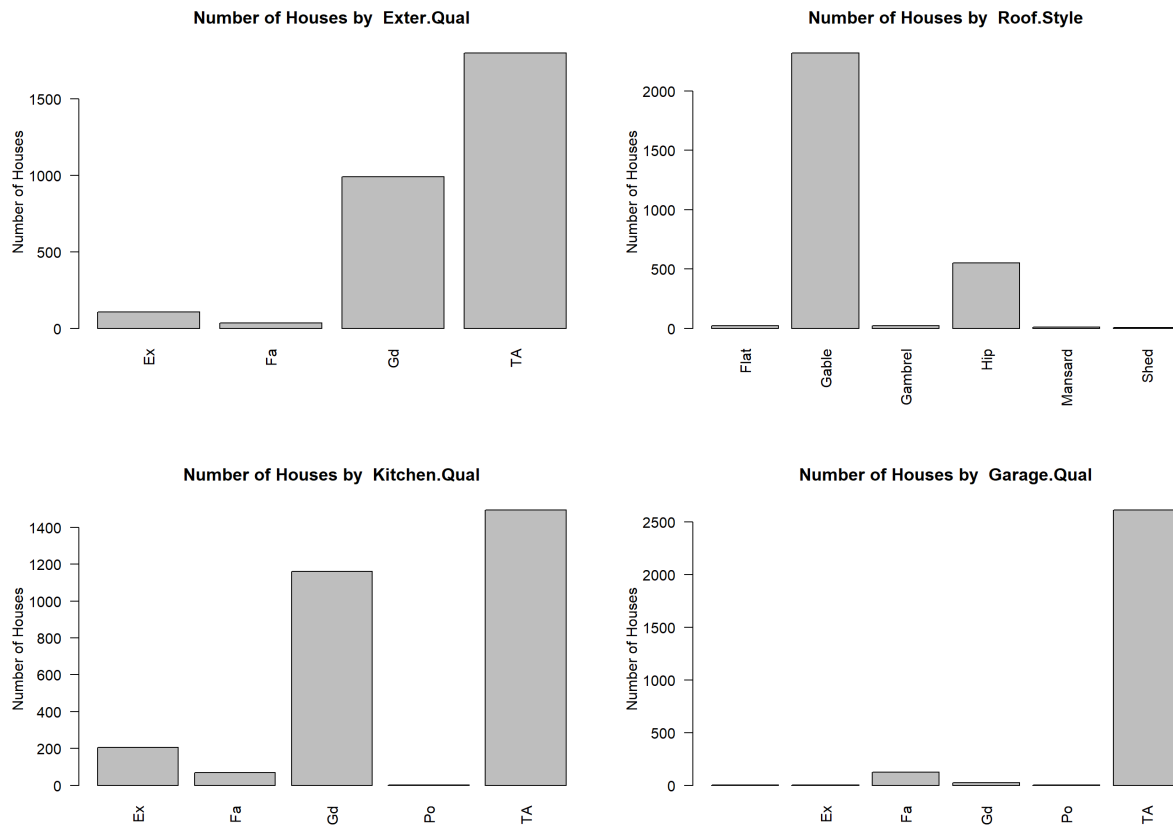 Number of Houses by  Exter.Qual
Number of Houses
1500
1000
500
0
Ex
Fa
Gd
TA
Number of Houses by  Roof.Style
Number of Houses
2000
1500
1000
500
0
Flat
Gable
Gambrel
Hip
Mansard
Shed
Number of Houses by  Kitchen.Qual
Number of Houses
1400
1200
1000
800
600
400
200
0
Ex
Fa
Gd
Po
TA
Number of Houses by  Garage.Qual
Number of Houses
2500
2000
1500
1000
500
0
Ex
Fa
Gd
Po
TA